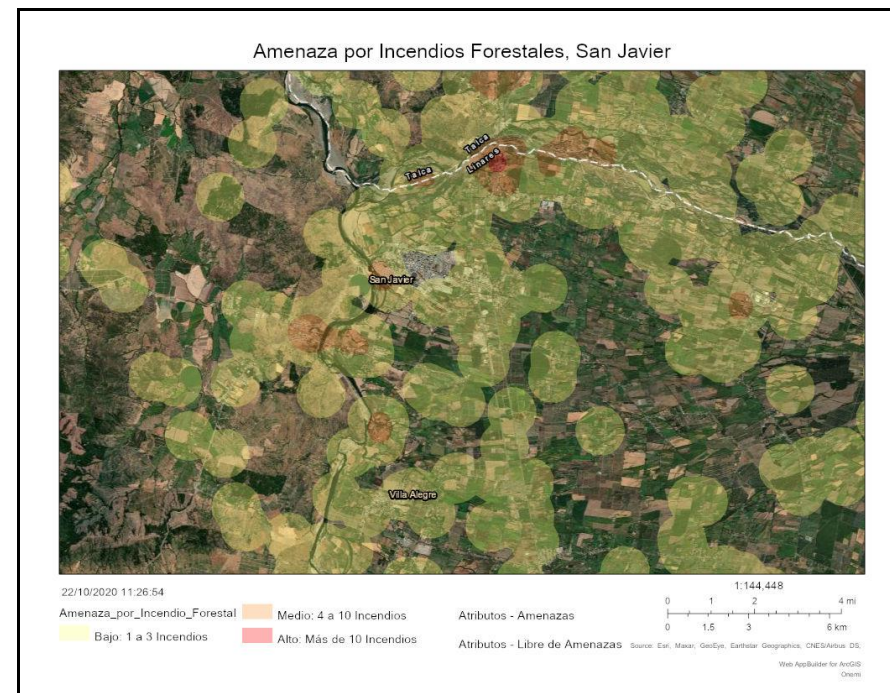 Amenaza por Incendios Forestales, San Javier
Talca
Talca
Linares
San Javier
Villa Alegre
22/10/2020 11:26:54
Amenaza_por_Incendio_Forestal
Bajo: 1 a 3 Incendios
Medio: 4 a 10 Incendios
Alto: Más de 10 Incendios
Atributos - Amenazas
Atributos - Libre de Amenazas
1:144,448
0 1 2 4 mi
0 1.5 3 6 km
Source: Esri, Maxar, GeoEye, Earthstar Geographics, CNES/Airbus DS,
Web AppBuilder for ArcGIS
Onemi